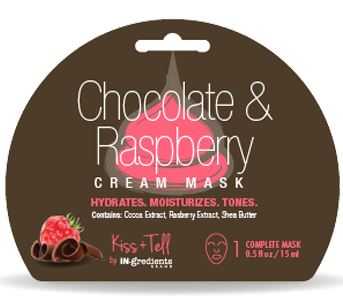 Chocolate &
Raspberry
CREAM MASK
HYDRATES. MOISTURIZES. TONES.
Contains: Cocoa Extract, Rasberry Extract, Shea Butter
Kiss + Tell
by IN·gredients
BRAND
1 COMPLETE MASK
0.5 fl oz / 15 ml